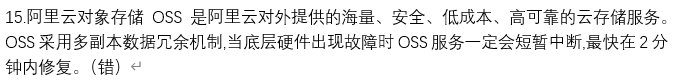 15.阿里云对象存储 OSS 是阿里云对外提供的海量、安全、低成本、高可靠的云存储服务。
OSS 采用多副本数据冗余机制,当底层硬件出现故障时 OSS 服务一定会短暂中断,最快在 2 分
钟内修复。（错）↵